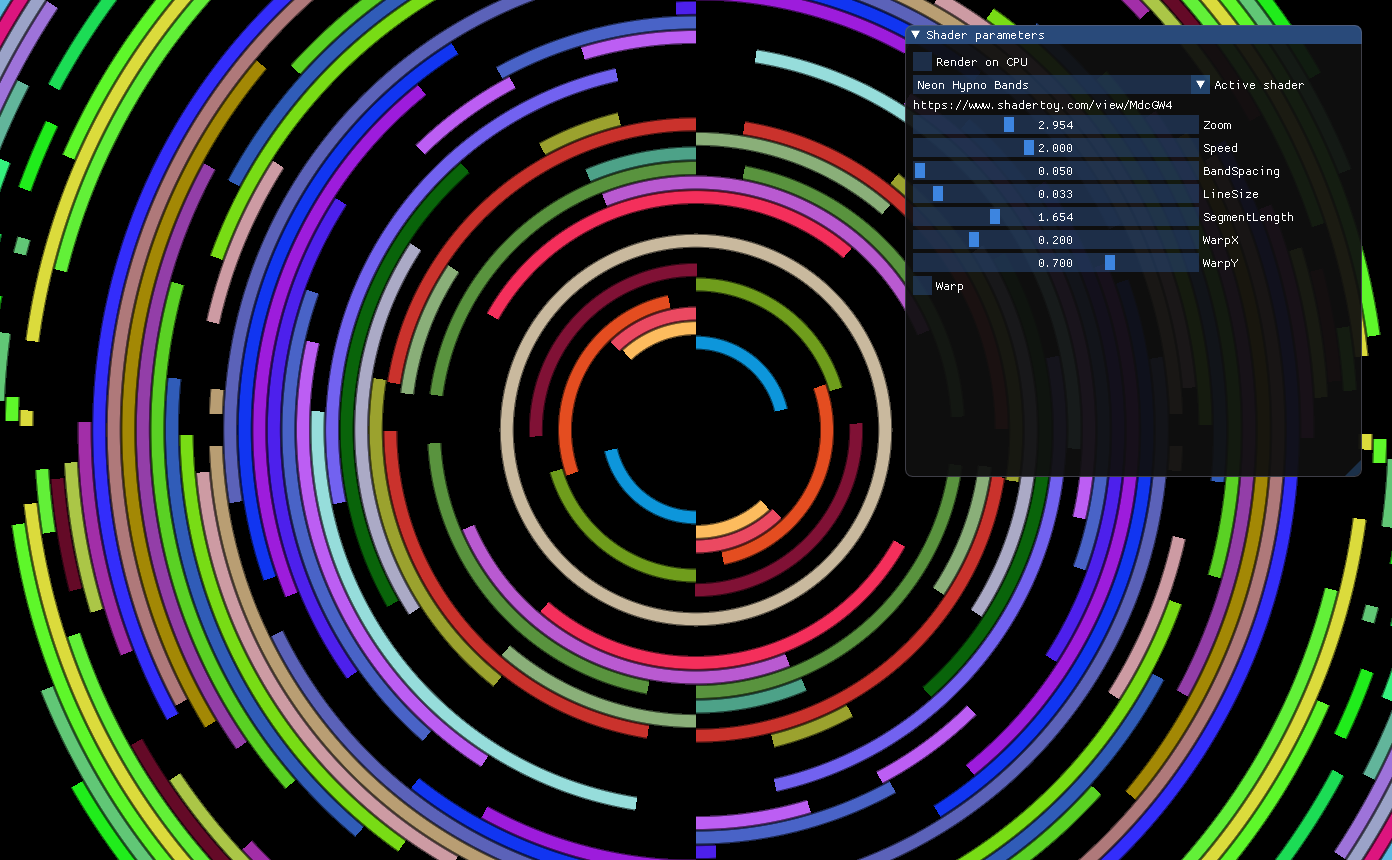 Shader parameters
Render on CPU
Neon Hypno Bands Active shader
https://www.shadertoy.com/view/MdcGW4
2.954 Zoom
2.000 Speed
0.050 BandSpacing
0.033 LineSize
1.654 SegmentLength
0.200 WarpX
0.700 WarpY
Warp